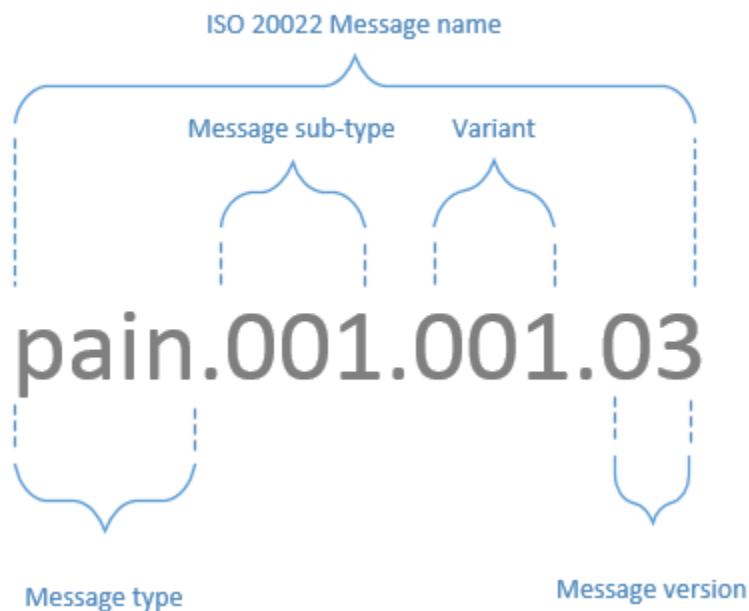 ISO 20022 Message name
Message sub-type
Variant
pain.001.001.03
Message type
Message version